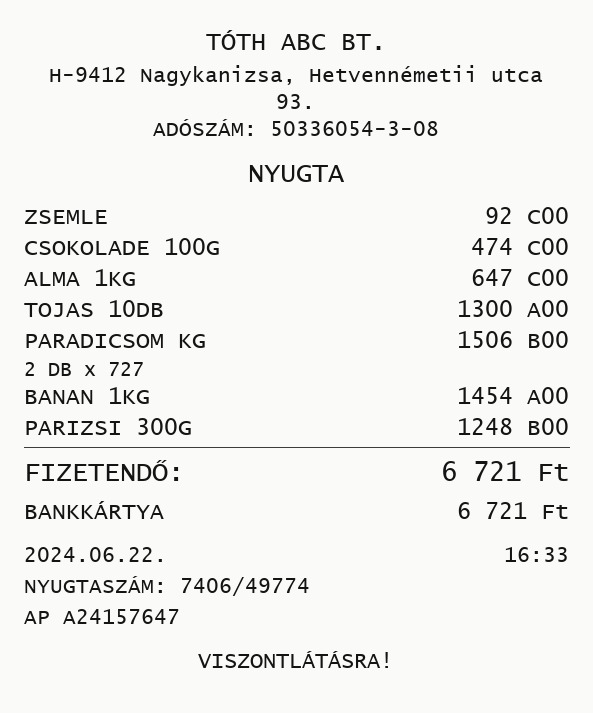 TÓTH ABC BT.
H-9412 Nagykanizsa, Hetvennémetii utca
93.
ADÓSZÁM: 50336054-3-08
NYUGTA
ZSEMLE 92 C00
CSOKOLADE 100G 474 C00
ALMA 1KG 647 C00
TOJAS 10DB 1300 A00
PARADICSOM KG 1506 B00
2 DB x 727
BANAN 1KG 1454 A00
PARIZSI 300G 1248 B00
FIZETENDŐ: 6 721 Ft
BANKKÁRTYA 6 721 Ft
2024.06.22. 16:33
NYUGTASZÁM: 7406/49774
AP A24157647
VISZONTLÁTÁSRA!